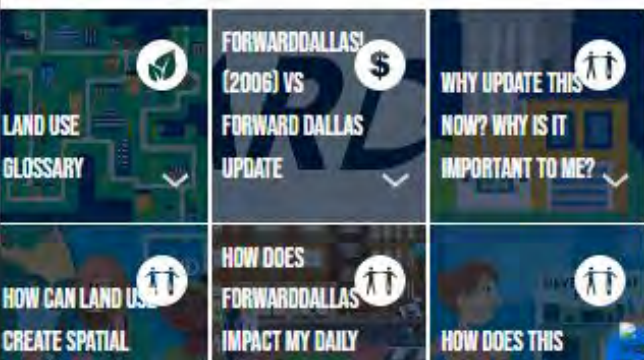 LAND USE
GLOSSARY
FORWARDDALLAS!
(2006) VS
FORWARD DALLAS
UPDATE
$
WHY UPDATE THIS
NOW? WHY IS IT
IMPORTANT TO ME?
HOW CAN LAND USE
CREATE SPATIAL
HOW DOES
FORWARDDALLAS
IMPACT MY DAILY
HOW DOES THIS